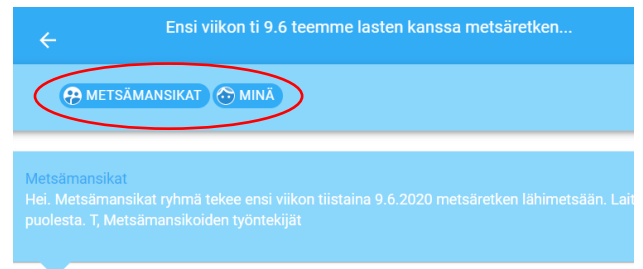 Ensi viikon ti 9.6 teemme lasten kanssa metsäretken...
METSÄMANSIKAT MINÄ
Metsämansikat
Hei. Metsämansikat ryhmä tekee ensi viikon tiistaina 9.6.2020 metsäretken lähimetsään. Lait
puolesta. T, Metsämansikoiden työntekijät